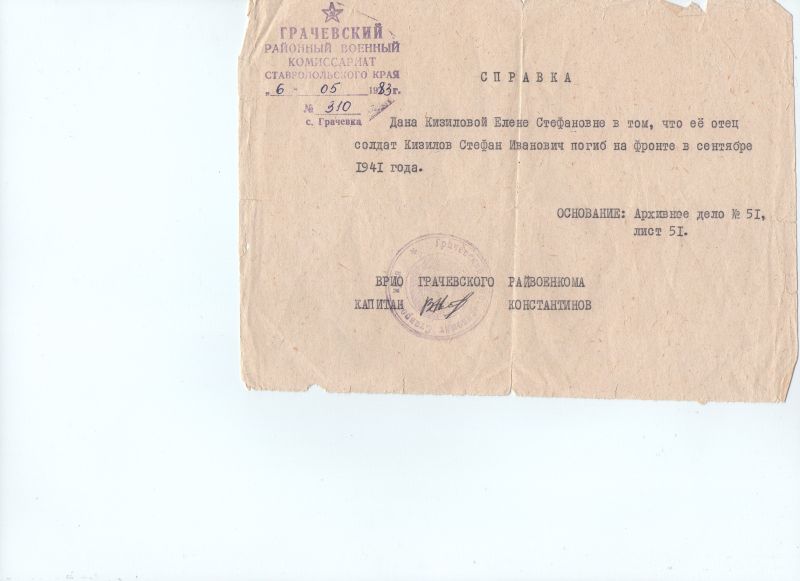 ГРАЧЕВСКИЙ
РАЙОННЫЙ ВОЕННЫЙ
КОМИССАРИАТ
СТАВРОПОЛЬСКОГО КРАЯ
„6 - 05 1983г.
№ 310
с. Грачевка
СПРАВКА
Дана Кизиловой Елене Стефановне в том, что её отец
солдат Кизилов Стефан Иванович погиб на фронте в сентябре
1941 года.
ОСНОВАНИЕ: Архивное дело № 51,
лист 51.
ВРИО ГРАЧЕВСКОГО РАЙВОЕНКОМА
КАПИТАН КОНСТАНТИНОВ